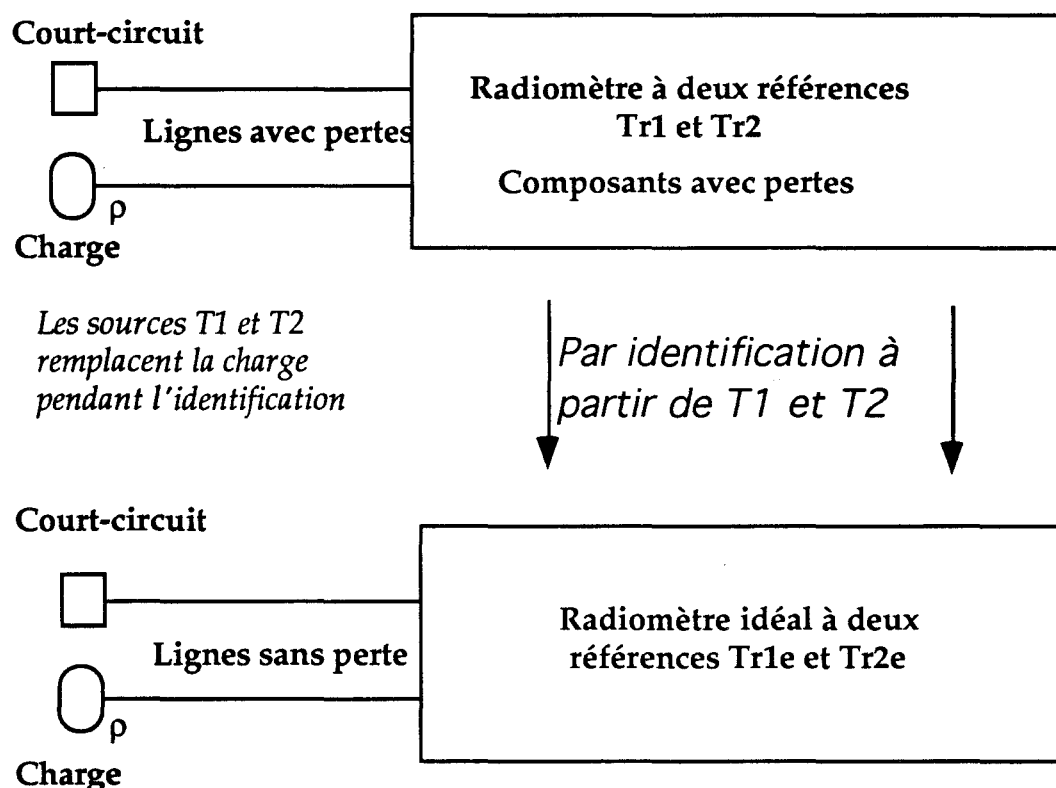 Court-circuit
Radiomètre à deux références
Tr1 et Tr2
Lignes avec pertes
Composants avec pertes
ρ
Charge
Les sources T1 et T2
remplacent la charge
pendant l'identification
Par identification à
partir de T1 et T2
Court-circuit
Radiomètre idéal à deux
références Tr1e et Tr2e
Lignes sans perte
ρ
Charge